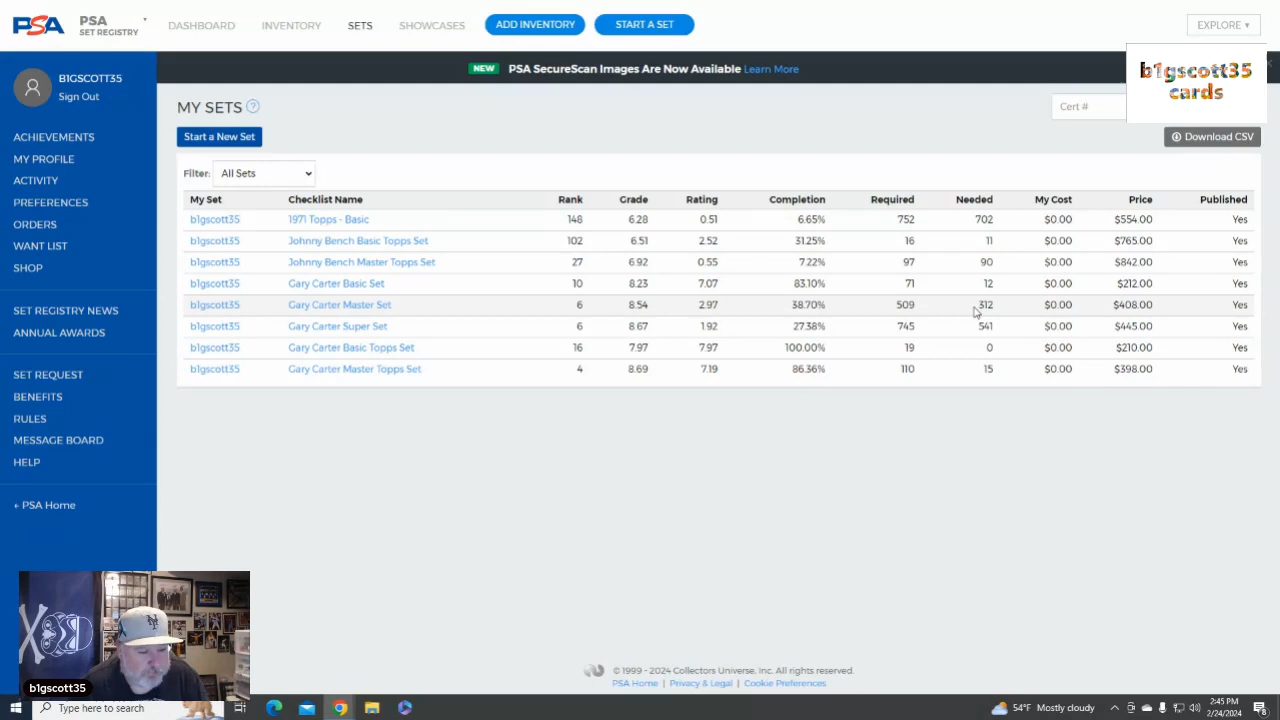 PSA
PSA
SET REGISTRY
DASHBOARD
INVENTORY
SETS
SHOWCASES
ADD INVENTORY
START A SET
EXPLORE ▾
B1GSCOTT35
Sign Out
NEW PSA SecureScan Images Are Now Available Learn More
b1gscott35
cards
ACHIEVEMENTS
MY PROFILE
ACTIVITY
PREFERENCES
ORDERS
WANT LIST
SHOP
SET REGISTRY NEWS
ANNUAL AWARDS
SET REQUEST
BENEFITS
RULES
MESSAGE BOARD
HELP
← PSA Home
MY SETS ?
Cert #
Start a New Set
Download CSV
Filter: All Sets
My Set Checklist Name Rank Grade Rating Completion Required Needed My Cost Price Published
b1gscott35 1971 Topps - Basic 148 6.28 0.51 6.65% 752 702 $0.00 $554.00 Yes
b1gscott35 Johnny Bench Basic Topps Set 102 6.51 2.52 31.25% 16 11 $0.00 $765.00 Yes
b1gscott35 Johnny Bench Master Topps Set 27 6.92 0.55 7.22% 97 90 $0.00 $842.00 Yes
b1gscott35 Gary Carter Basic Set 10 8.23 7.07 83.10% 71 12 $0.00 $212.00 Yes
b1gscott35 Gary Carter Master Set 6 8.54 2.97 38.70% 509 312 $0.00 $408.00 Yes
b1gscott35 Gary Carter Super Set 6 8.67 1.92 27.38% 745 541 $0.00 $445.00 Yes
b1gscott35 Gary Carter Basic Topps Set 16 7.97 7.97 100.00% 19 0 $0.00 $210.00 Yes
b1gscott35 Gary Carter Master Topps Set 4 8.69 7.19 86.36% 110 15 $0.00 $398.00 Yes
© 1999 - 2024 Collectors Universe, Inc. All rights reserved.
PSA Home | Privacy & Legal | Cookie Preferences
NY
b1gscott35
Type here to search
54°F Mostly cloudy
2:45 PM
2/24/2024
8